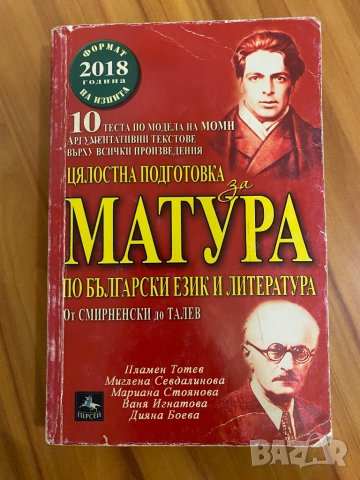 ФОРМАТ
2018
ГОДИНА
НА ИЗПИТА
10 ТЕСТА ПО МОДЕЛА НА МОМН
АРГУМЕНТАТИВНИ ТЕКСТОВЕ
ВЪРХУ ВСИЧКИ ПРОИЗВЕДЕНИЯ
ЦЯЛОСТНА ПОДГОТОВКА
за
МАТУРА
ПО БЪЛГАРСКИ ЕЗИК И ЛИТЕРАТУРА
ОТ СМИРНЕНСКИ ДО ТАЛЕВ
Пламен Тотев
Миглена Севдалинова
Мариана Стоянова
Ваня Игнатова
Дияна Боева
ПЕРСЕЙ
BAZAR
bg